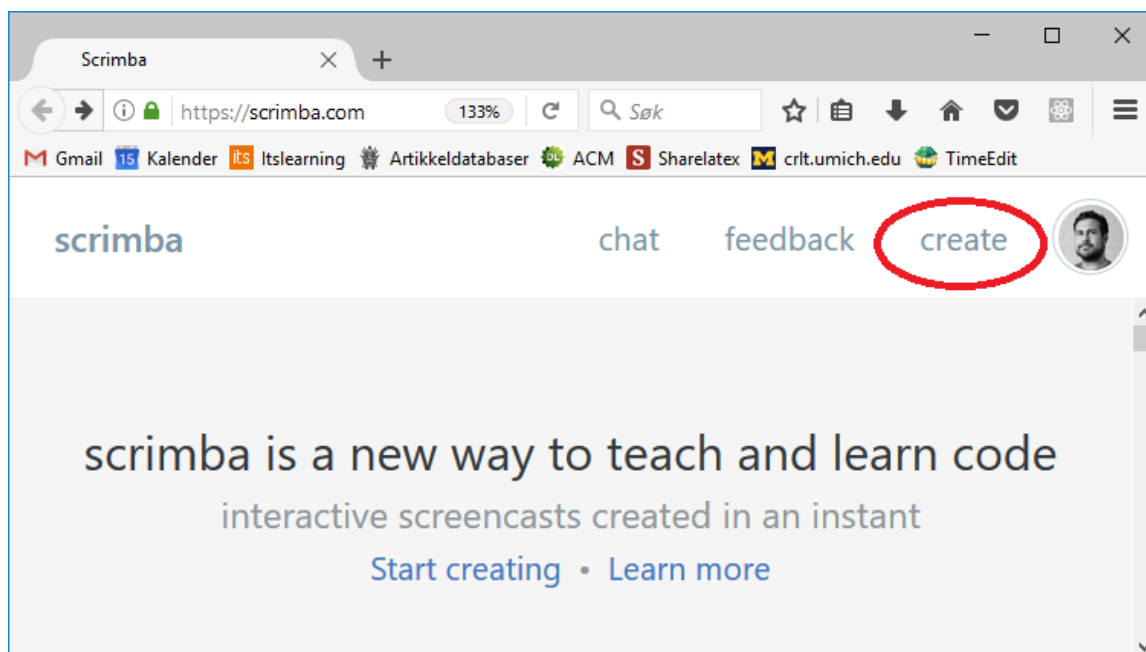 Scrimba
https://scrimba.com 133% Søk
Gmail 15 Kalender its Itslearning Artikkeldatabaser DL ACM S Sharelatex M crlt.umich.edu TimeEdit
scrimba chat feedback create
scrimba is a new way to teach and learn code
interactive screencasts created in an instant
Start creating • Learn more